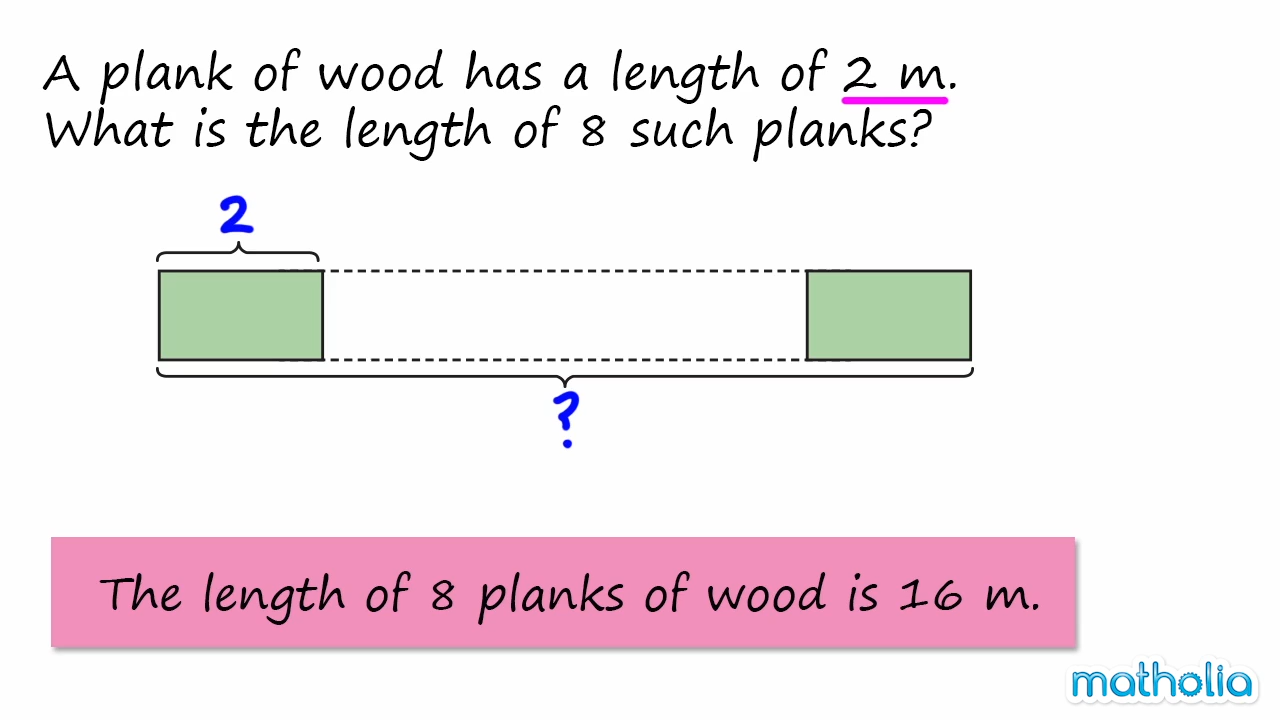 A plank of wood has a length of 2 m.
What is the length of 8 such planks?
2
?
The length of 8 planks of wood is 16 m.
matholia